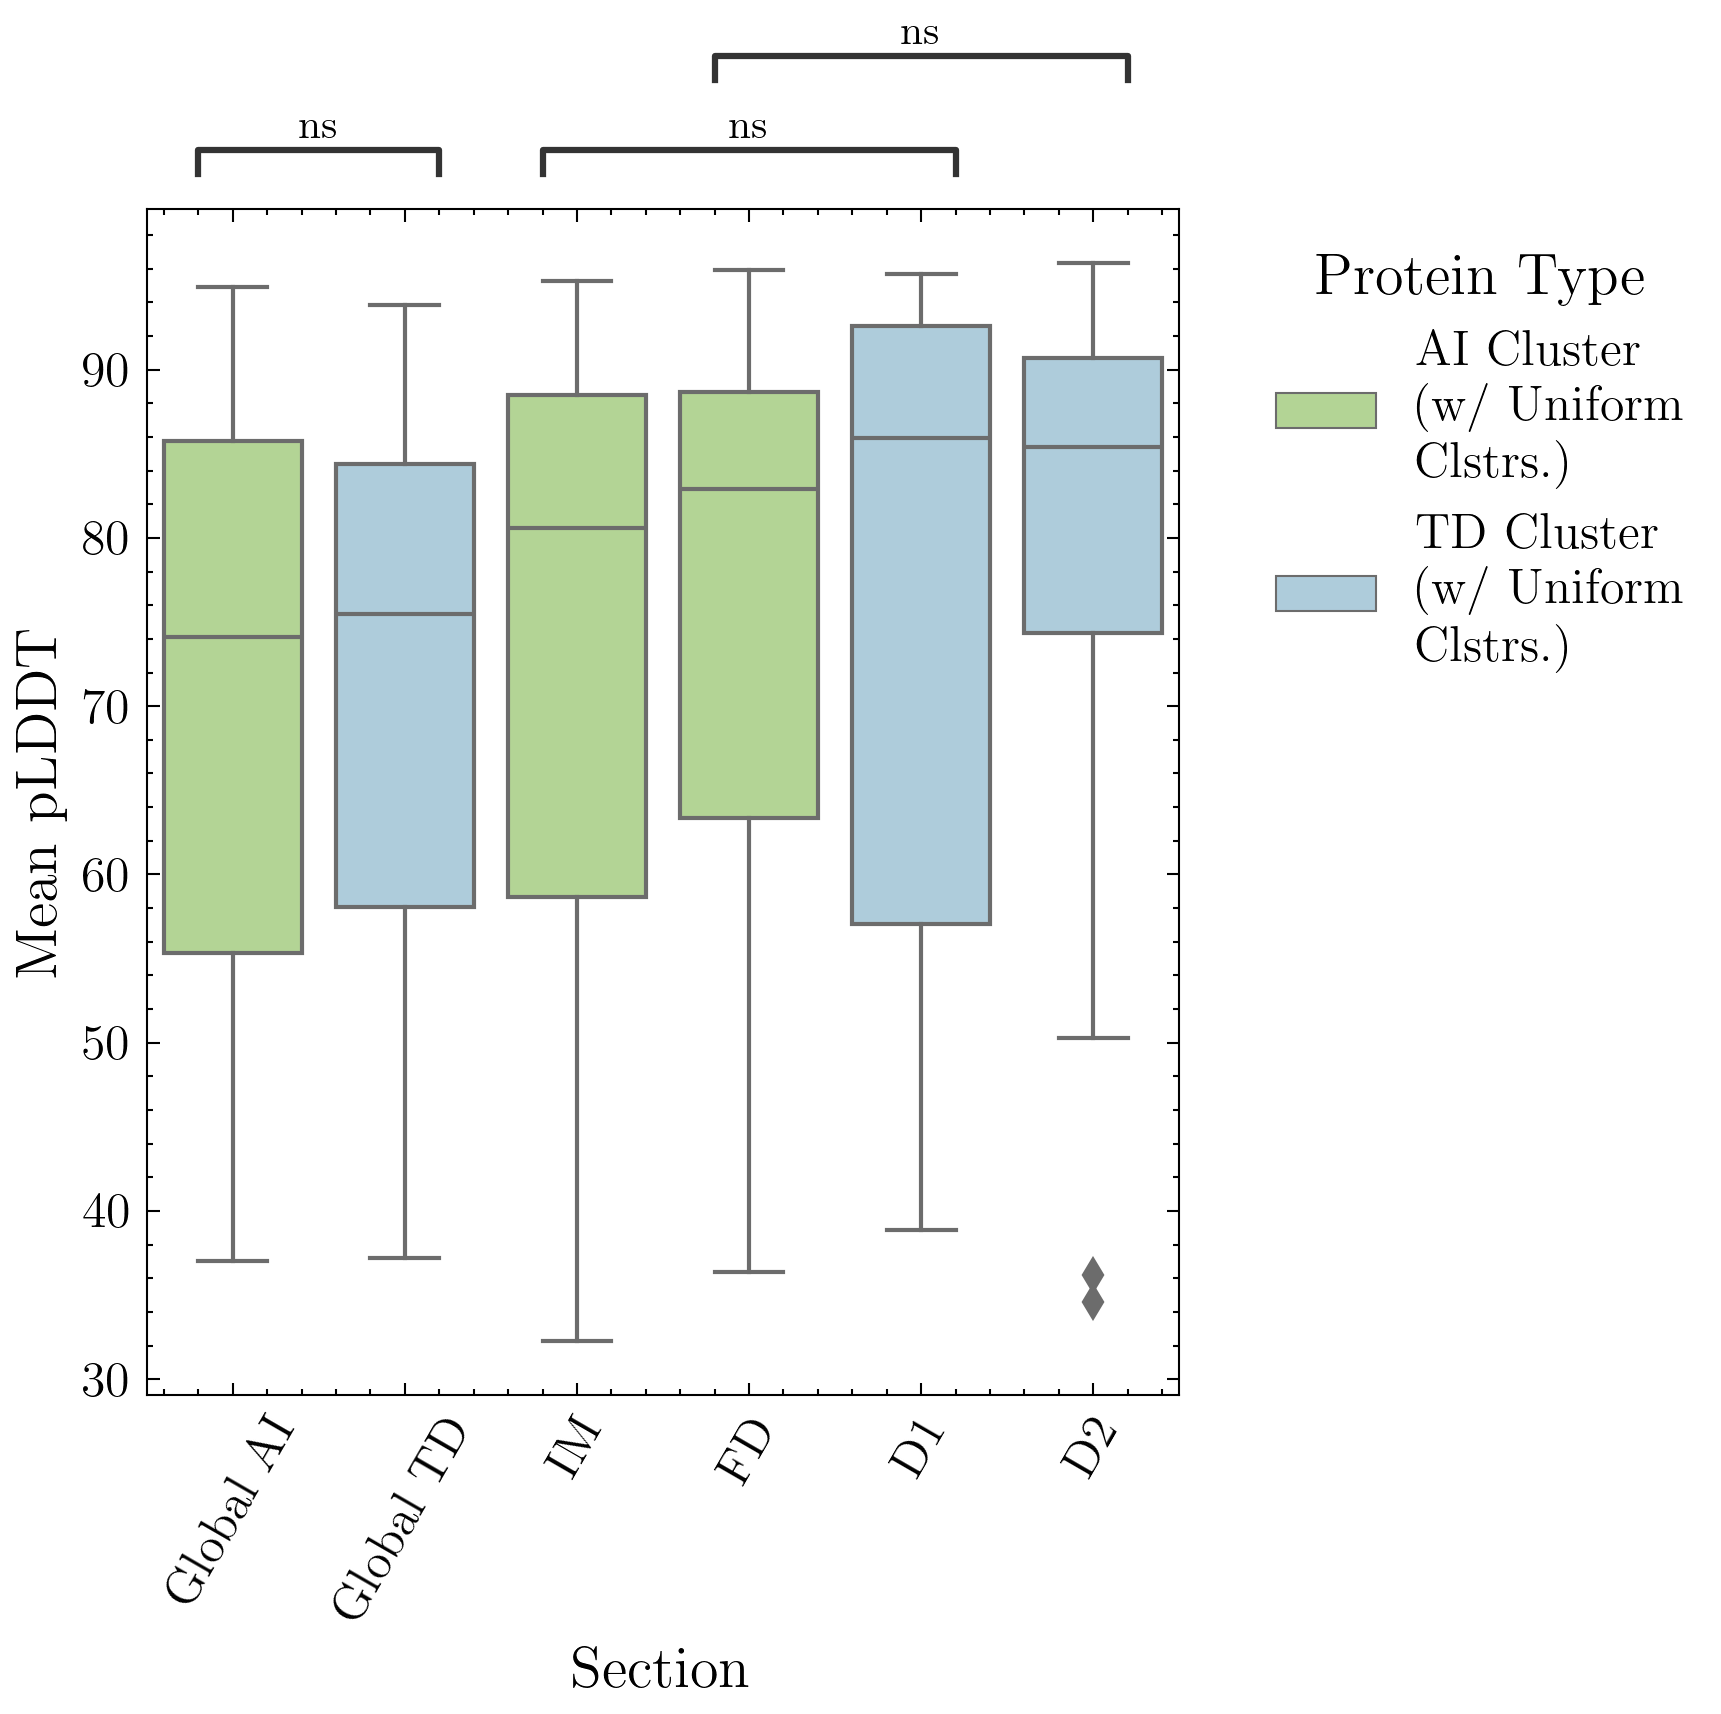 ns
ns
ns
Protein Type
AI Cluster
(w/ Uniform
Clstrs.)
TD Cluster
(w/ Uniform
Clstrs.)
Mean pLDDT
90
80
70
60
50
40
30
Global AI
Global TD
IM
FD
D1
D2
Section